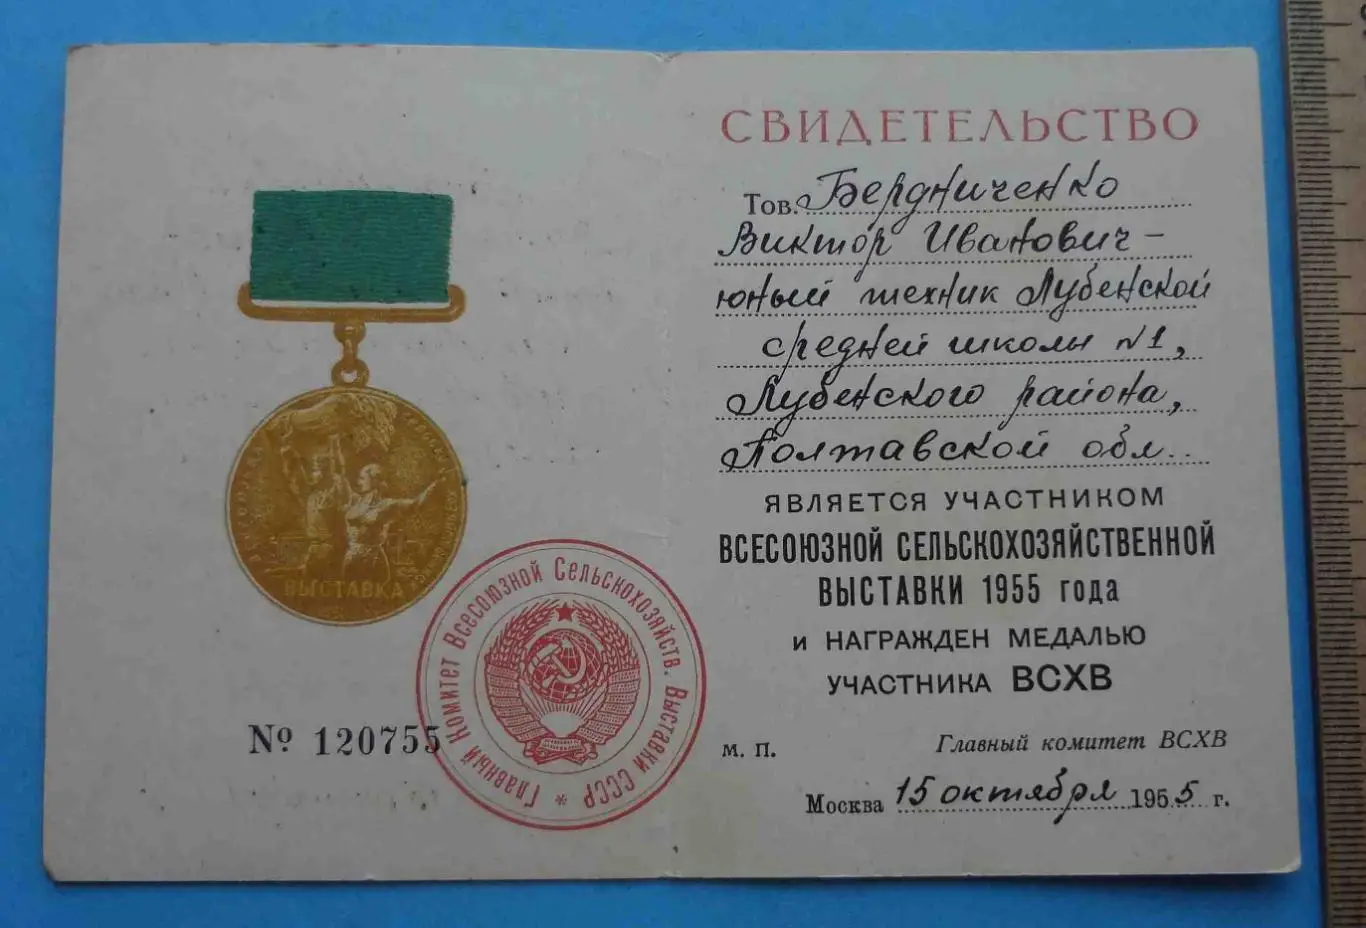 ВЫСТАВКА
№ 120755
Главный Комитет Всесоюзной Сельскохозяйств. Выставки СССР *
СВИДЕТЕЛЬСТВО
Тов. Бердниченко
Виктор Иванович –
юный техник Лубенской
средней школы №1,
Лубенского района,
Полтавской обл.
ЯВЛЯЕТСЯ УЧАСТНИКОМ
ВСЕСОЮЗНОЙ СЕЛЬСКОХОЗЯЙСТВЕННОЙ
ВЫСТАВКИ 1955 года
И НАГРАЖДЕН МЕДАЛЬЮ
УЧАСТНИКА ВСХВ
М. П. Главный комитет ВСХВ
Москва 15 октября 1955 г.